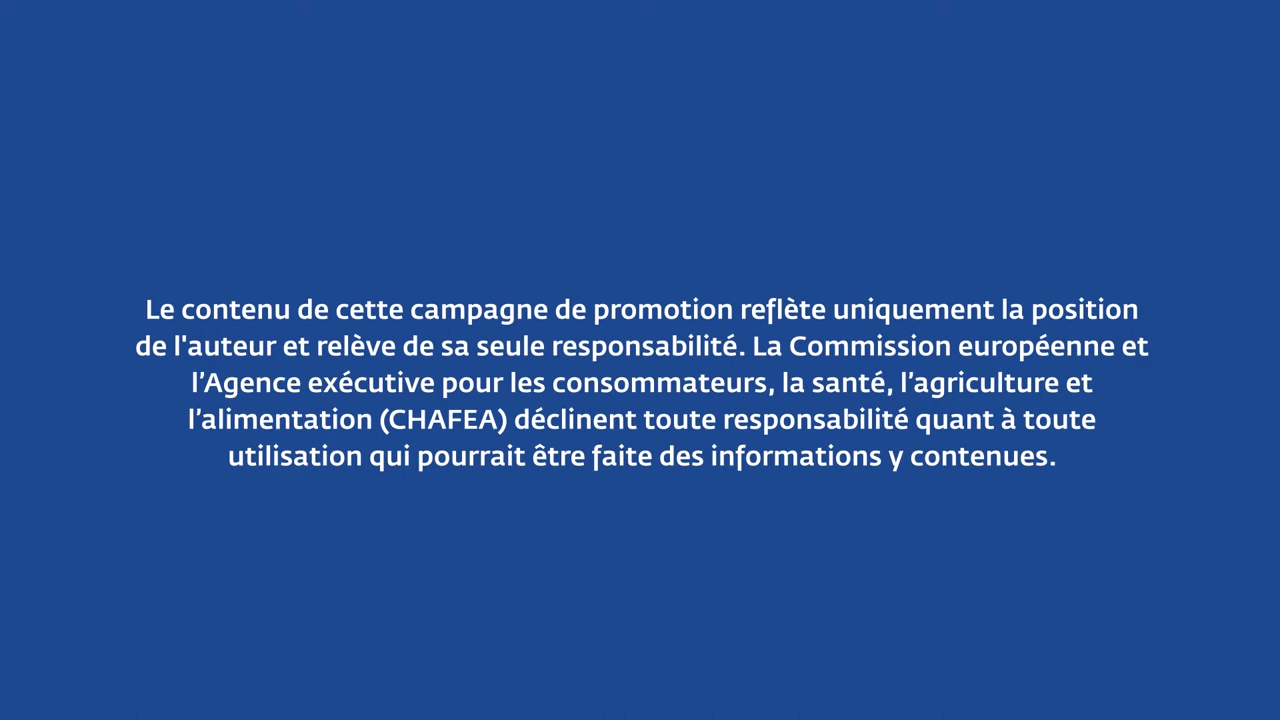 Le contenu de cette campagne de promotion reflète uniquement la position
de l'auteur et relève de sa seule responsabilité. La Commission européenne et
l’Agence exécutive pour les consommateurs, la santé, l’agriculture et
l’alimentation (CHAFEA) déclinent toute responsabilité quant à toute
utilisation qui pourrait être faite des informations y contenues.